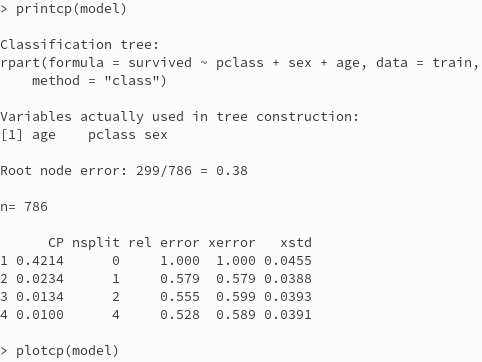 > printcp(model)
Classification tree:
rpart(formula = survived ~ pclass + sex + age, data = train,
    method = "class")
Variables actually used in tree construction:
[1] age    pclass sex
Root node error: 299/786 = 0.38
n= 786
      CP nsplit rel error xerror   xstd
1 0.4214      0     1.000  1.000 0.0455
2 0.0234      1     0.579  0.579 0.0388
3 0.0134      2     0.555  0.599 0.0393
4 0.0100      4     0.528  0.589 0.0391
> plotcp(model)